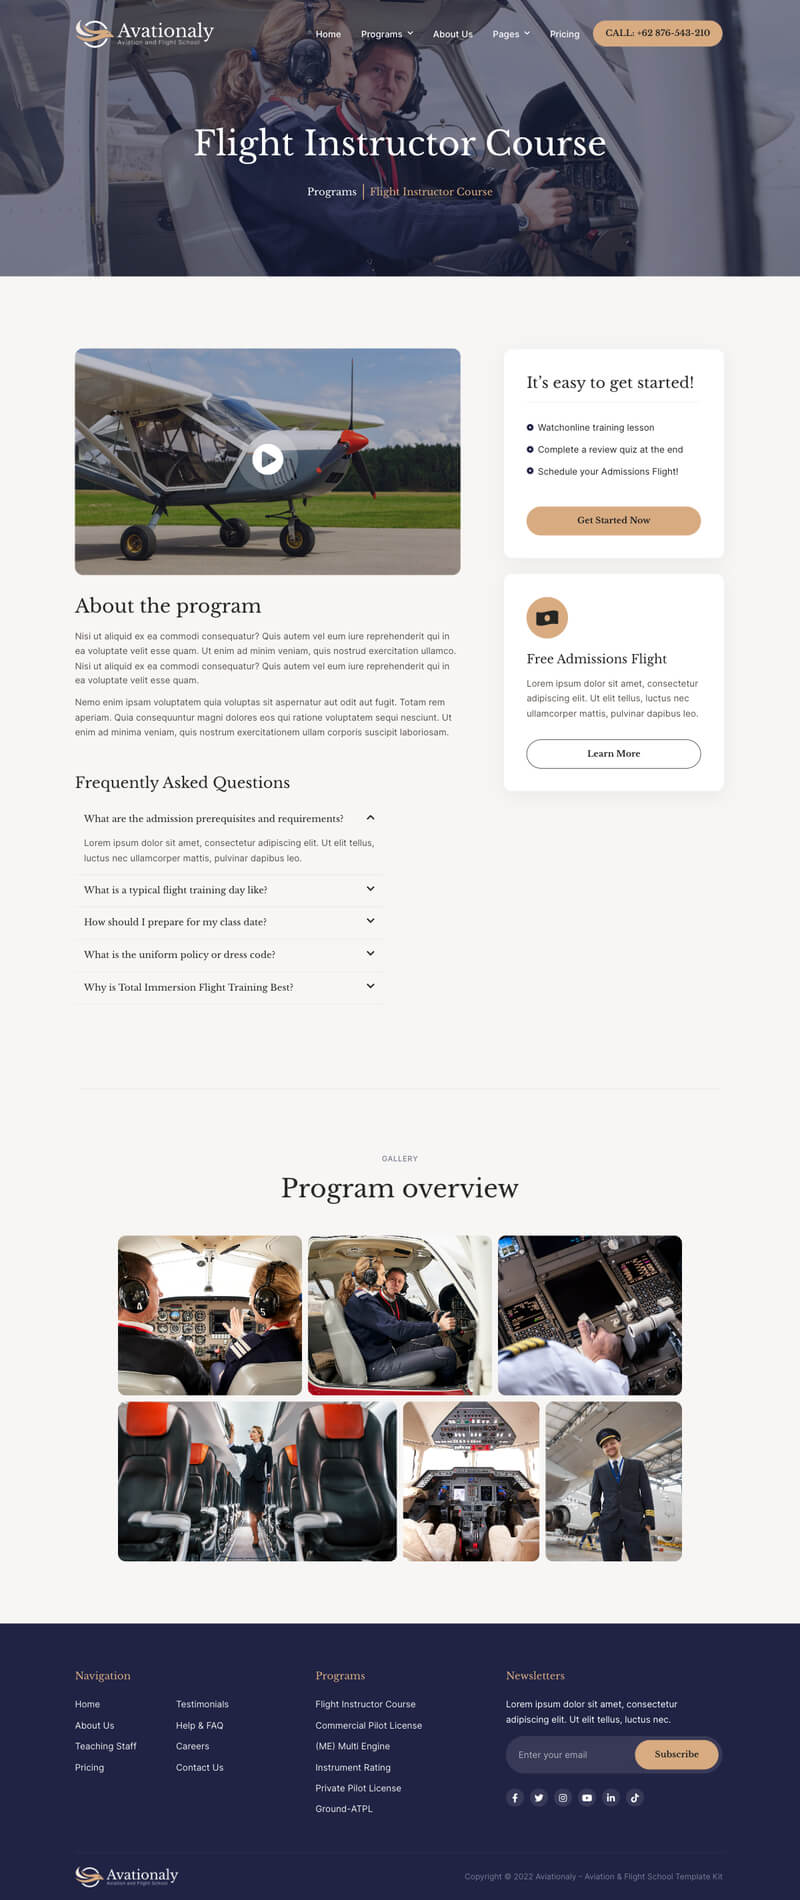 Avationaly
Aviation and Flight School
Home
Programs
About Us
Pages
Pricing
CALL: +62 876-543-210
Flight Instructor Course
Programs
Flight Instructor Course
It's easy to get started!
Watchonline training lesson
Complete a review quiz at the end
Schedule your Admissions Flight!
Get Started Now
About the program
Nisi ut aliquid ex ea commodi consequatur? Quis autem vel eum iure reprehenderit qui in
ea voluptate velit esse quam. Ut enim ad minim veniam, quis nostrud exercitation ullamco.
Nisi ut aliquid ex ea commodi consequatur? Quis autem vel eum iure reprehenderit qui in
ea voluptate velit esse quam.
Nemo enim ipsam voluptatem quia voluptas sit aspernatur aut odit aut fugit. Totam rem
aperiam. Quia consequuntur magni dolores eos qui ratione voluptatem sequi nesciunt. Ut
enim ad minima veniam, quis nostrum exercitationem ullam corporis suscipit laboriosam.
Free Admissions Flight
Lorem ipsum dolor sit amet, consectetur
adipiscing elit. Ut elit tellus, luctus nec
ullamcorper mattis, pulvinar dapibus leo.
Learn More
Frequently Asked Questions
What are the admission prerequisites and requirements?
Lorem ipsum dolor sit amet, consectetur adipiscing elit. Ut elit tellus,
luctus nec ullamcorper mattis, pulvinar dapibus leo.
What is a typical flight training day like?
How should I prepare for my class date?
What is the uniform policy or dress code?
Why is Total Immersion Flight Training Best?
GALLERY
Program overview
Navigation
Home
About Us
Teaching Staff
Pricing
Testimonials
Help & FAQ
Careers
Contact Us
Programs
Flight Instructor Course
Commercial Pilot License
(ME) Multi Engine
Instrument Rating
Private Pilot License
Ground-ATPL
Newsletters
Lorem ipsum dolor sit amet, consectetur
adipiscing elit. Ut elit tellus, luctus nec.
Enter your email
Subscribe
Avationaly
Aviation and Flight School
Copyright © 2022 Aviationaly – Aviation & Flight School Template Kit